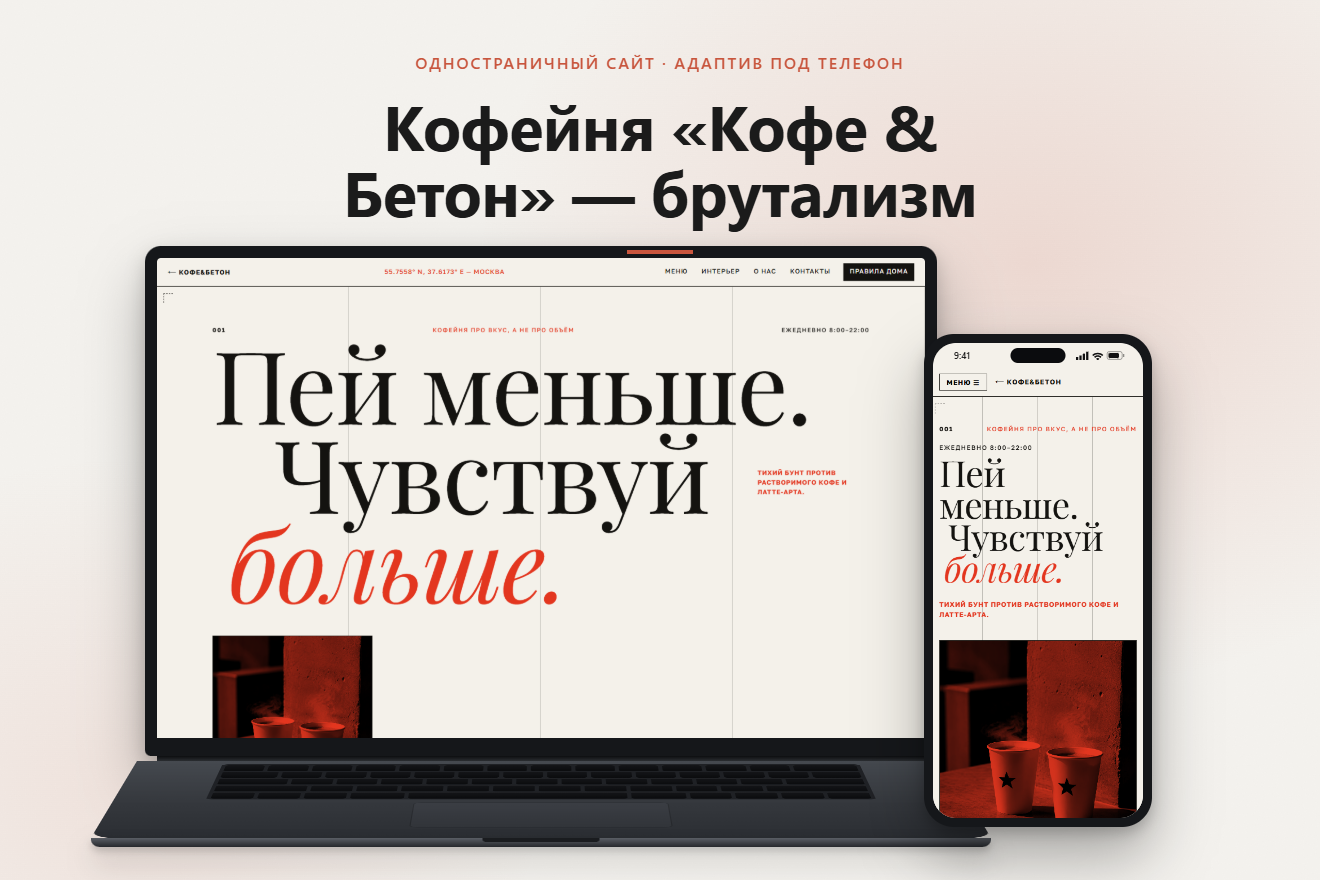 ОДНОСТРАНИЧНЫЙ САЙТ · АДАПТИВ ПОД ТЕЛЕФОН
Кофейня «Кофе &
Бетон» — брутализм
← КОФЕ&БЕТОН
55.7558° N, 37.6173° E — МОСКВА
МЕНЮ ИНТЕРЬЕР О НАС КОНТАКТЫ ПРАВИЛА ДОМА
001
КОФЕЙНЯ ПРО ВКУС, А НЕ ПРО ОБЪЁМ
ЕЖЕДНЕВНО 8:00–22:00
Пей меньше.
Чувствуй
больше.
ТИХИЙ БУНТ ПРОТИВ
РАСТВОРИМОГО КОФЕ И
ЛАТТЕ-АРТА.
9:41
МЕНЮ ☰ ← КОФЕ&БЕТОН
001
КОФЕЙНЯ ПРО ВКУС, А НЕ ПРО ОБЪЁМ
ЕЖЕДНЕВНО 8:00–22:00
Пей
меньше.
Чувствуй
больше.
ТИХИЙ БУНТ ПРОТИВ РАСТВОРИМОГО КОФЕ И
ЛАТТЕ-АРТА.